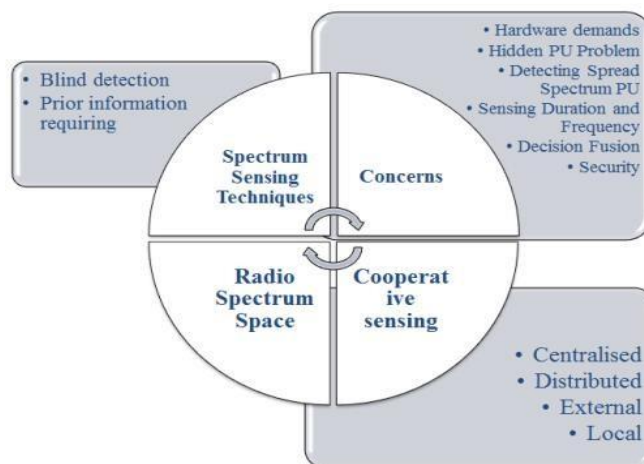 • Blind detection
• Prior information
requiring
• Hardware demands
• Hidden PU Problem
• Detecting Spread
Spectrum PU
• Sensing Duration and
Frequency
• Decision Fusion
• Security
Spectrum
Sensing
Techniques
Concerns
Radio
Spectrum
Space
Cooperat
ive
sensing
• Centralised
• Distributed
• External
• Local